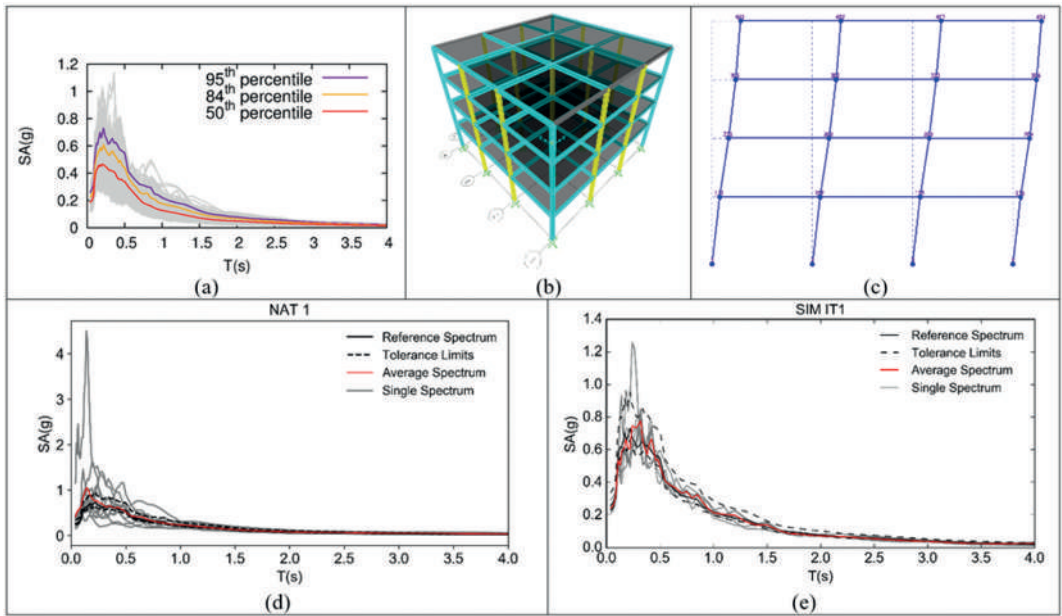 1.2
1
0.8
0.6
0.4
0.2
0
SA(g)
95th percentile
84th percentile
50th percentile
0 0.5 1 1.5 2 2.5 3 3.5 4
T(s)
(a)
(b)
(c)
NAT 1
4
3
2
1
0
SA(g)
Reference Spectrum
Tolerance Limits
Average Spectrum
Single Spectrum
0.0 0.5 1.0 1.5 2.0 2.5 3.0 3.5 4.0
T(s)
(d)
SIM IT1
1.4
1.2
1.0
0.8
0.6
0.4
0.2
0.0
SA(g)
Reference Spectrum
Tolerance Limits
Average Spectrum
Single Spectrum
0.0 0.5 1.0 1.5 2.0 2.5 3.0 3.5 4.0
T(s)
(e)